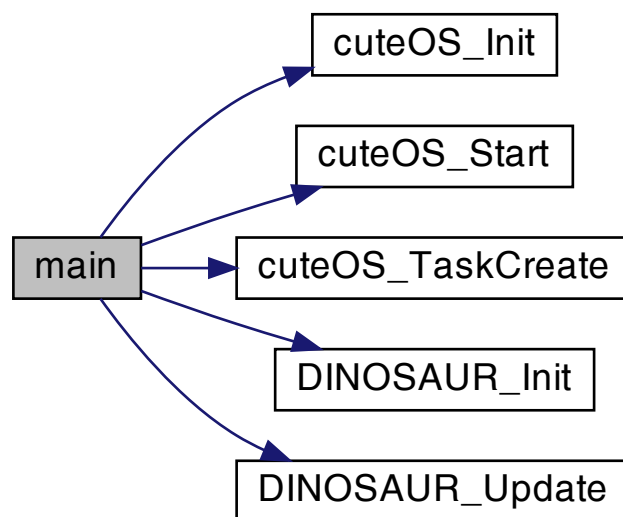 cuteOS_Init
cuteOS_Start
main
cuteOS_TaskCreate
DINOSAUR_Init
DINOSAUR_Update